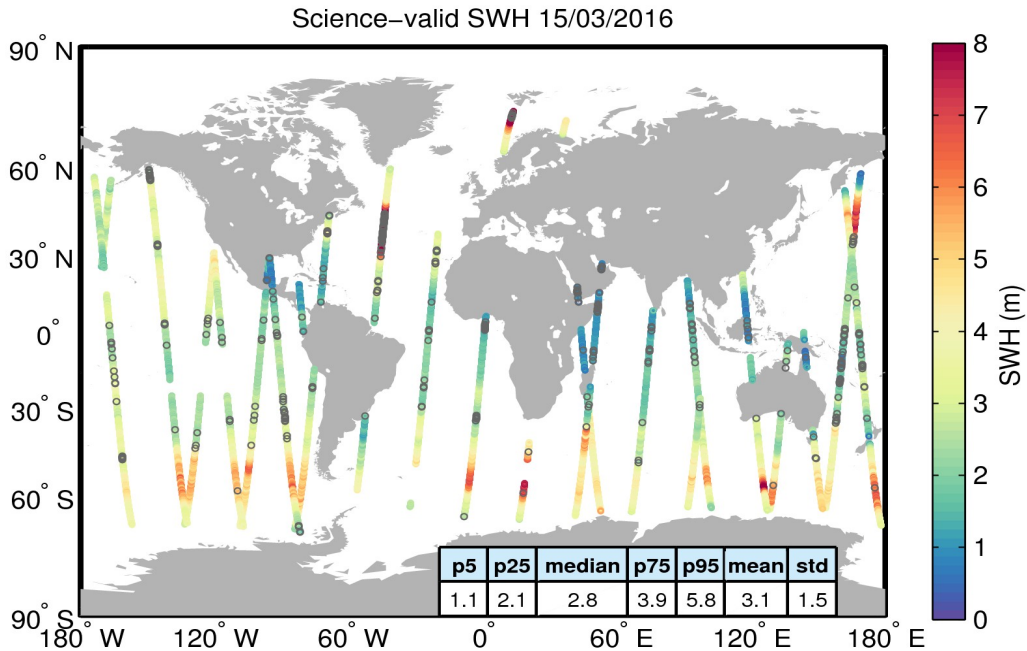 Science−valid SWH 15/03/2016
90° N
60° N
30° N
0°
30° S
60° S
90° S
180° W
120° W
60° W
0°
60° E
120° E
180° E
p5 p25 median p75 p95 mean std
1.1 2.1 2.8 3.9 5.8 3.1 1.5
8
7
6
5
4
3
2
1
0
SWH (m)